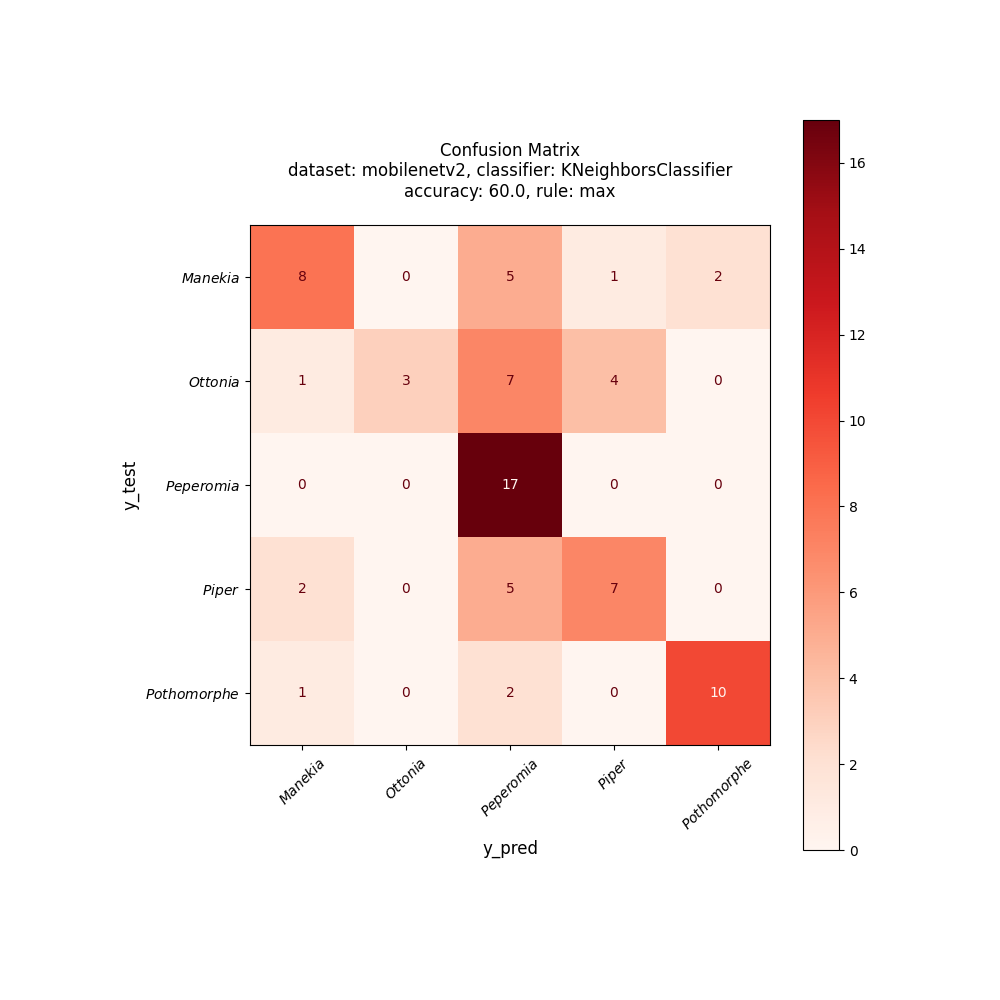 Confusion Matrix
dataset: mobilenetv2, classifier: KNeighborsClassifier
accuracy: 60.0, rule: max
y_test
Manekia 8 0 5 1 2
Ottonia 1 3 7 4 0
Peperomia 0 0 17 0 0
Piper 2 0 5 7 0
Pothomorphe 1 0 2 0 10
Manekia Ottonia Peperomia Piper Pothomorphe
y_pred
16
14
12
10
8
6
4
2
0